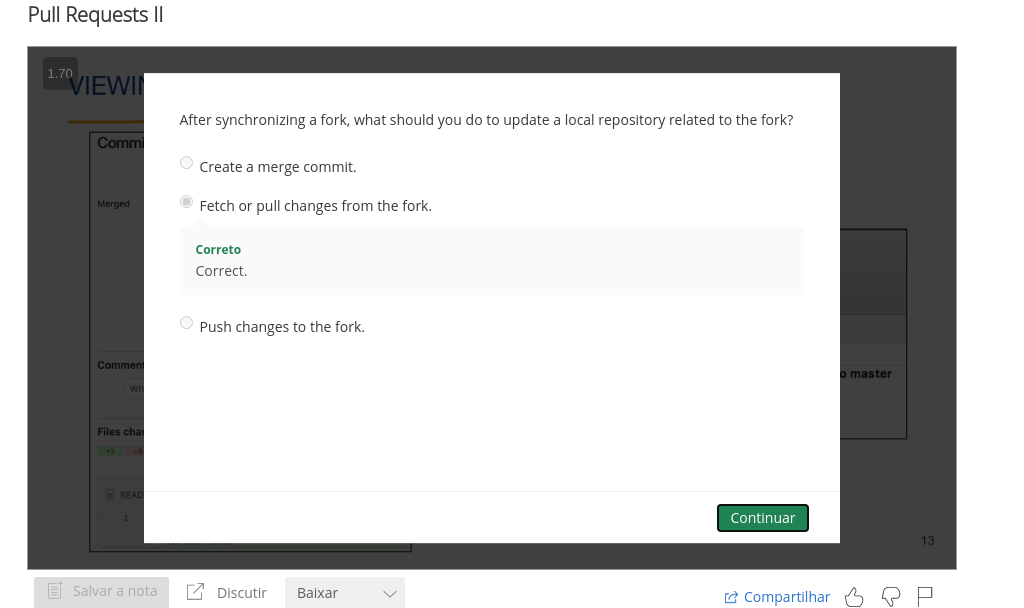 Pull Requests II
1.70
VIEWI
Commi
After synchronizing a fork, what should you do to update a local repository related to the fork?
Create a merge commit.
Merged
Fetch or pull changes from the fork.
Correto
Correct.
Push changes to the fork.
Comment
o master
Wh
Files cha
+2
READ
1
Continuar
13
Salvar a nota
Discutir
Baixar
Compartilhar